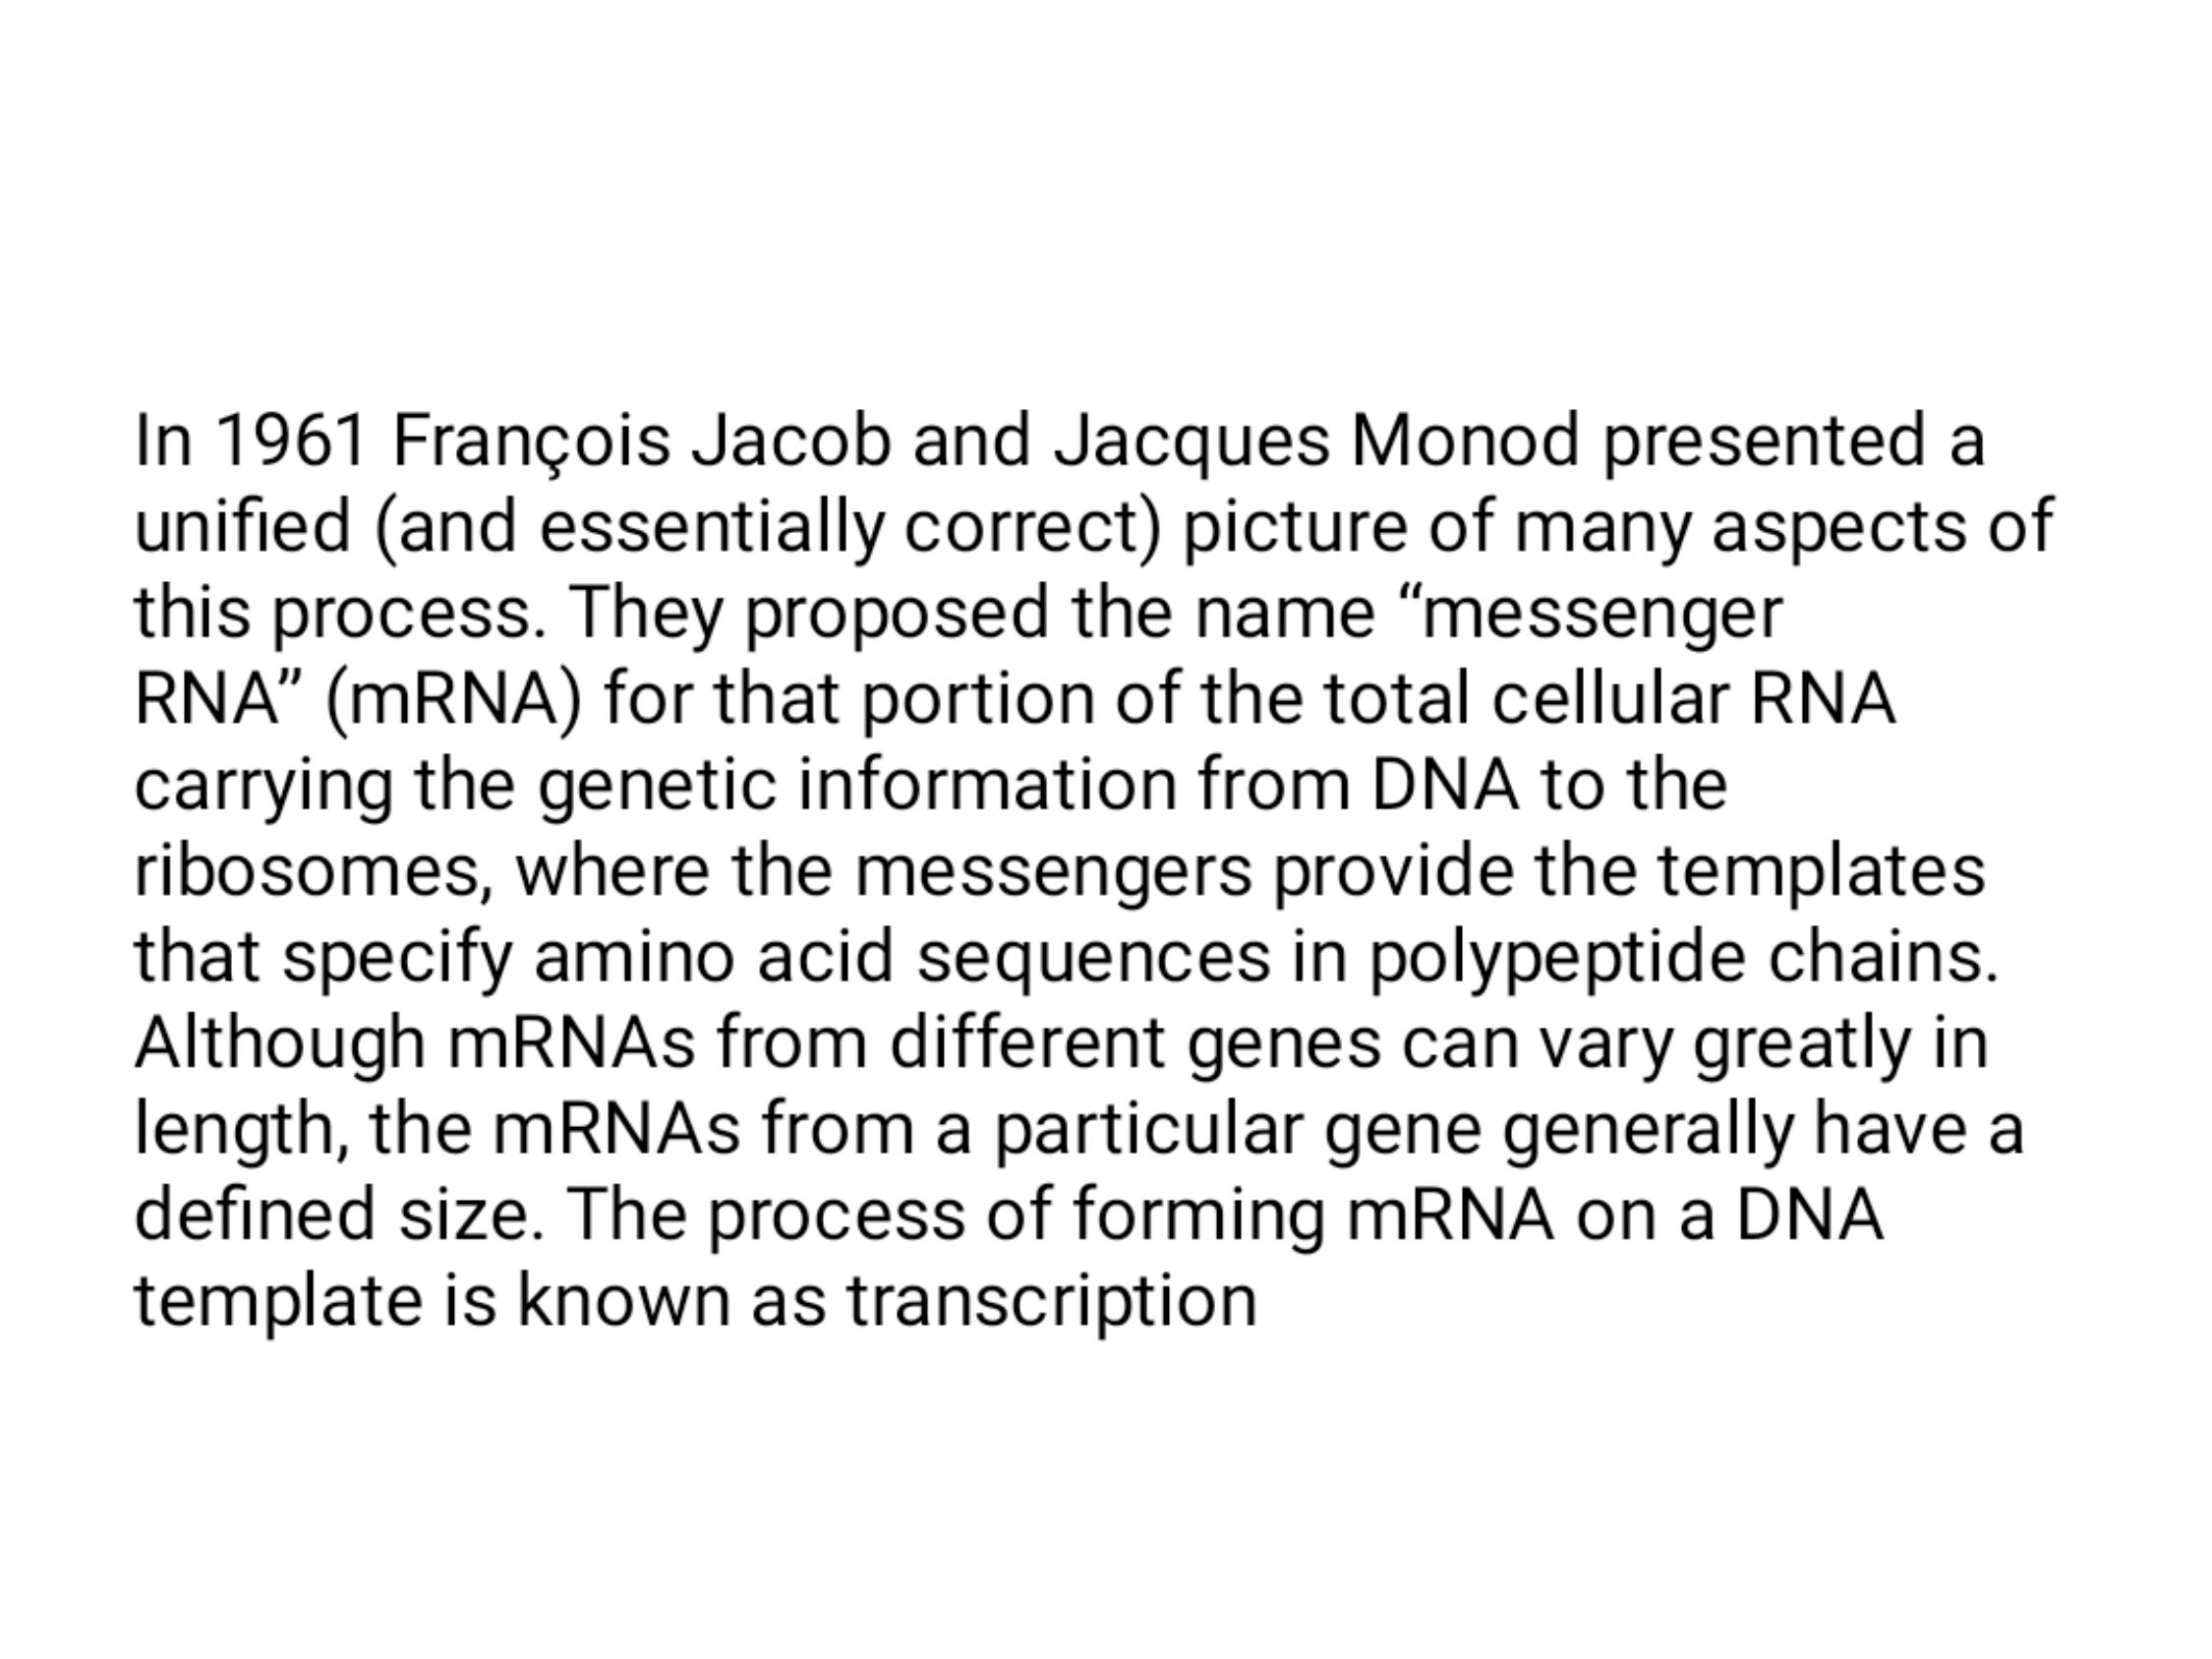 In 1961 François Jacob and Jacques Monod presented a
unified (and essentially correct) picture of many aspects of
this process. They proposed the name “messenger
RNA” (mRNA) for that portion of the total cellular RNA
carrying the genetic information from DNA to the
ribosomes, where the messengers provide the templates
that specify amino acid sequences in polypeptide chains.
Although mRNAs from different genes can vary greatly in
length, the mRNAs from a particular gene generally have a
defined size. The process of forming mRNA on a DNA
template is known as transcription